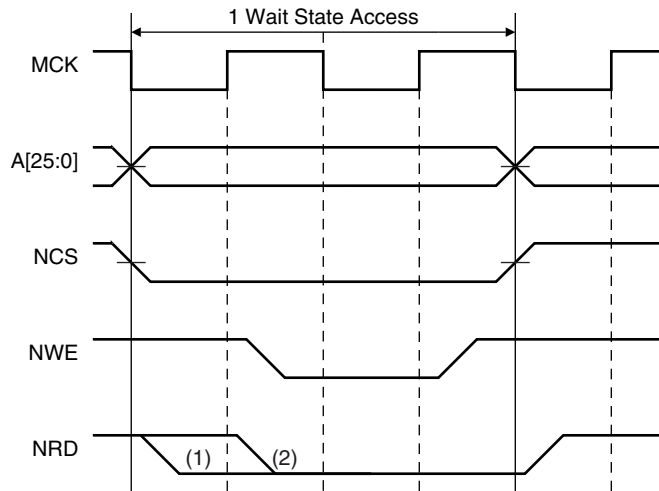 1 Wait State Access
MCK
A[25:0]
NCS
NWE
NRD (1) (2)